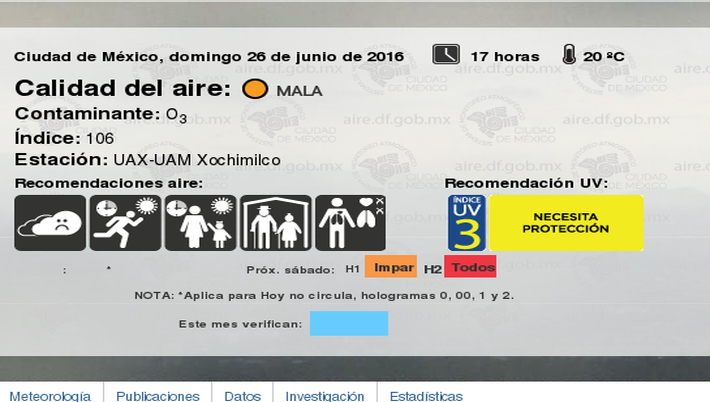 Ciudad de México, domingo 26 de junio de 2016 17 horas 20 ºC
Calidad del aire: MALA
Contaminante: O3
Índice: 106
Estación: UAX-UAM Xochimilco
Recomendaciones aire: Recomendación UV:
ÍNDICE
UV
3
NECESITA
PROTECCIÓN
: * Próx. sábado: H1 Impar H2 Todos
NOTA: *Aplica para Hoy no circula, hologramas 0, 00, 1 y 2.
Este mes verifican:
Meteorología Publicaciones Datos Investigación Estadísticas
aire.df.gob.mx
CIUDAD
DE MÉXICO